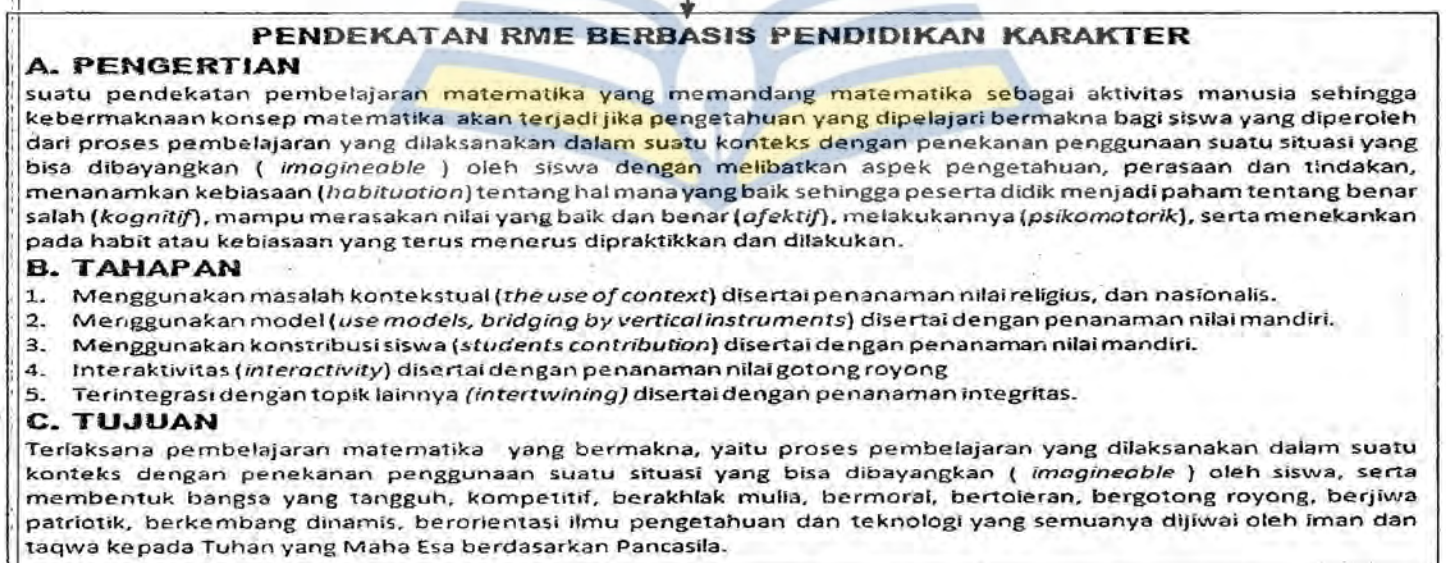 PENDEKATAN RME BERBASIS PENDIDIKAN KARAKTER
A. PENGERTIAN
suatu pendekatan pembelajaran matematika yang memandang matematika sebagai aktivitas manusia sehingga
kebermaknaan konsep matematika akan terjadi jika pengetahuan yang dipelajari bermakna bagi siswa yang diperoleh
dari proses pembelajaran yang dilaksanakan dalam suatu konteks dengan penekanan penggunaan suatu situasi yang
bisa dibayangkan ( imagineable ) oleh siswa dengan melibatkan aspek pengetahuan, perasaan dan tindakan,
menanamkan kebiasaan (habituation) tentang hal mana yang baik sehingga peserta didik menjadi paham tentang benar
salah (kognitif), mampu merasakan nilai yang baik dan benar (afektif), melakukannya (psikomotorik), serta menekankan
pada habit atau kebiasaan yang terus menerus dipraktikkan dan dilakukan.
B. TAHAPAN
1. Menggunakan masalah kontekstual (the use of context) disertai penanaman nilai religius, dan nasionalis.
2. Menggunakan model (use models, bridging by vertical instruments) disertai dengan penanaman nilai mandiri.
3. Menggunakan konstribusi siswa (students contribution) disertai dengan penanaman nilai mandiri.
4. Interaktivitas (interactivity) disertai dengan penanaman nilai gotong royong
5. Terintegrasi dengan topik lainnya (intertwining) disertai dengan penanaman integritas.
C. TUJUAN
Terlaksana pembelajaran matematika yang bermakna, yaitu proses pembelajaran yang dilaksanakan dalam suatu
konteks dengan penekanan penggunaan suatu situasi yang bisa dibayangkan ( imagineable ) oleh siswa, serta
membentuk bangsa yang tangguh, kompetitif, berakhlak mulia, bermoral, bertoleran, bergotong royong, berjiwa
patriotik, berkembang dinamis, berorientasi ilmu pengetahuan dan teknologi yang semuanya dijiwai oleh iman dan
taqwa kepada Tuhan yang Maha Esa berdasarkan Pancasila.